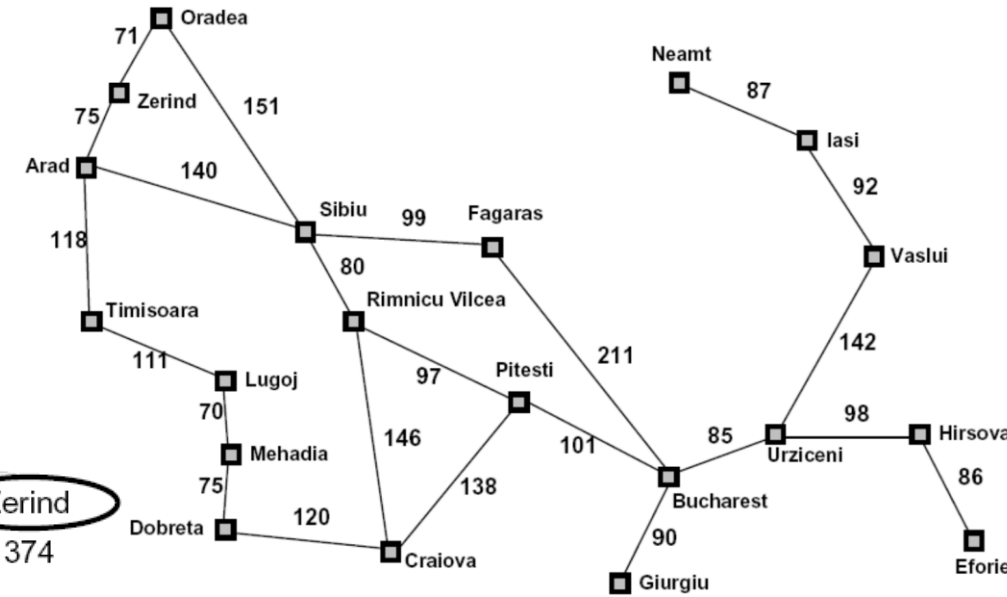 Oradea
71
Neamt
87
Zerind
151
75
Iasi
Arad
140
92
Sibiu
99
Fagaras
118
80
Vaslui
Rimnicu Vilcea
Timisoara
142
111
211
Lugoj
97
Pitesti
70
98
146
101
85
Hirsova
Mehadia
Urziceni
75
138
86
erind
Bucharest
120
Dobreta
90
374
Craiova
Eforie
Giurgiu